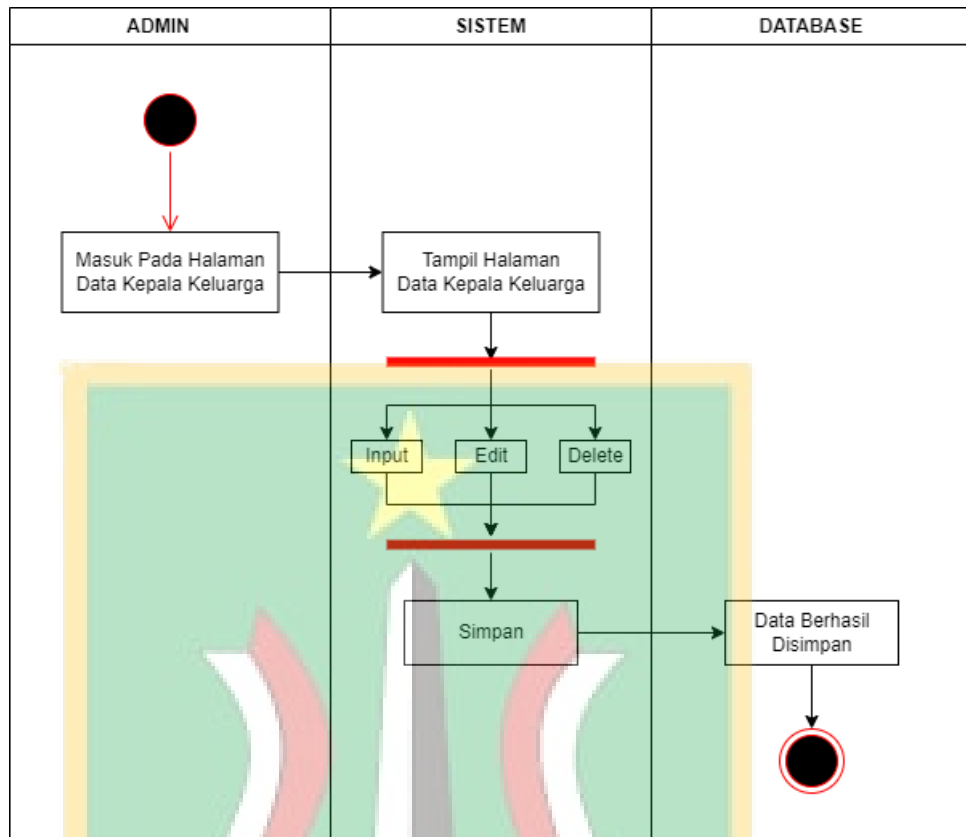 ADMIN
SISTEM
DATABASE
Masuk Pada Halaman
Data Kepala Keluarga
Tampil Halaman
Data Kepala Keluarga
Input
Edit
Delete
Simpan
Data Berhasil
Disimpan